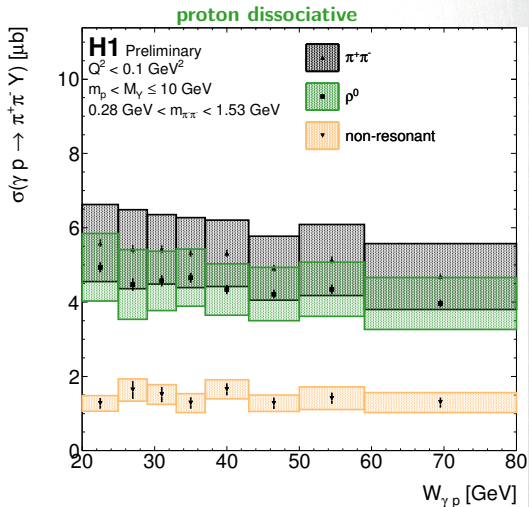 proton dissociative
H1 Preliminary
Q² < 0.1 GeV²
m_p < M_Y ≤ 10 GeV
0.28 GeV < m_ππ < 1.53 GeV
π⁺π⁻
ρ⁰
non-resonant
σ(γ p → π⁺π⁻ Y) [μb]
10
8
6
4
2
0
20 30 40 50 60 70 80
W_γ p [GeV]